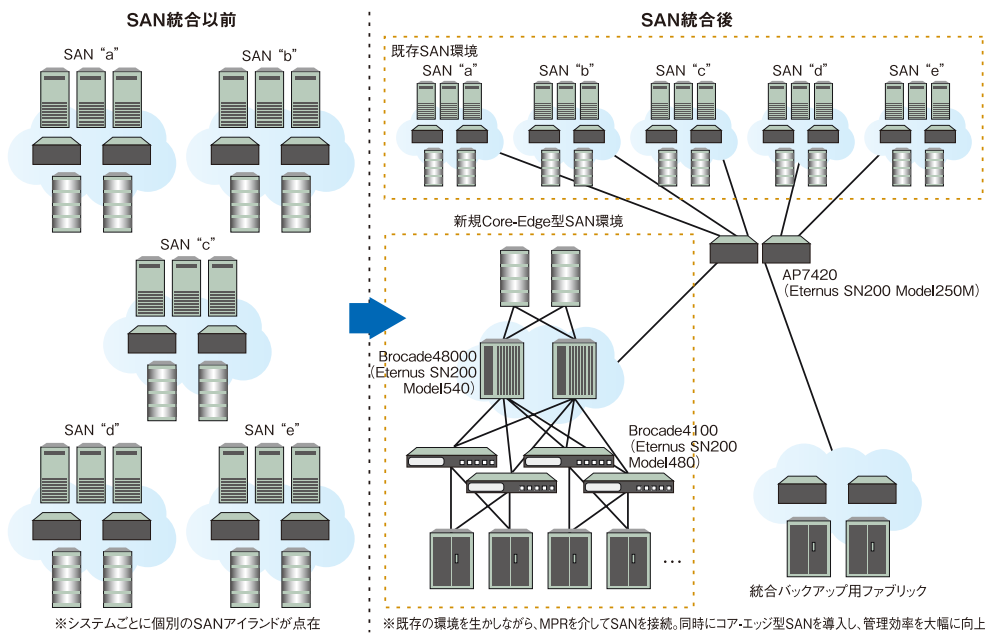 SAN統合以前
SAN “a”
SAN “b”
SAN “c”
SAN “d”
SAN “e”
※システムごとに個別のSANアイランドが点在
SAN統合後
既存SAN環境
SAN “a”
SAN “b”
SAN “c”
SAN “d”
SAN “e”
新規Core-Edge型SAN環境
AP7420
（Eternus SN200 Model250M）
Brocade48000
（Eternus SN200
Model540）
Brocade4100
（Eternus SN200
Model480）
…
統合バックアップ用ファブリック
※既存の環境を生かしながら、MPRを介してSANを接続。同時にコア-エッジ型SANを導入し、管理効率を大幅に向上